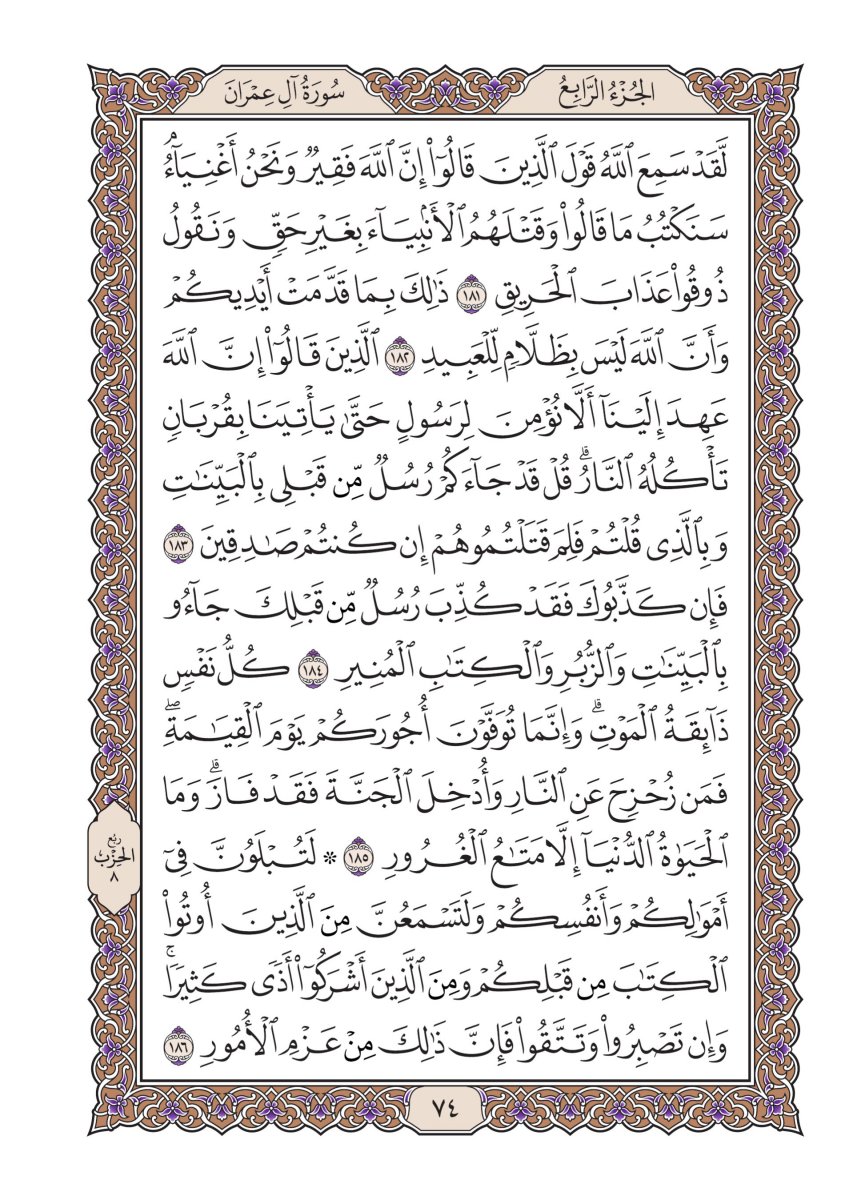 الجُزْءُ الرَّابِعُ
سُورَةُ آلِ عِمْرَانَ
لَّقَدْ سَمِعَ ٱللَّهُ قَوْلَ ٱلَّذِينَ قَالُوٓا۟ إِنَّ ٱللَّهَ فَقِيرٌ وَنَحْنُ أَغْنِيَآءُ ۘ
سَنَكْتُبُ مَا قَالُوا۟ وَقَتْلَهُمُ ٱلْأَنۢبِيَآءَ بِغَيْرِ حَقٍّ وَنَقُولُ
ذُوقُوا۟ عَذَابَ ٱلْحَرِيقِ ١٨١ ذَٰلِكَ بِمَا قَدَّمَتْ أَيْدِيكُمْ
وَأَنَّ ٱللَّهَ لَيْسَ بِظَلَّامٍ لِّلْعَبِيدِ ١٨٢ ٱلَّذِينَ قَالُوٓا۟ إِنَّ ٱللَّهَ
عَهِدَ إِلَيْنَآ أَلَّا نُؤْمِنَ لِرَسُولٍ حَتَّىٰ يَأْتِيَنَا بِقُرْبَانٍ
تَأْكُلُهُ ٱلنَّارُ ۗ قُلْ قَدْ جَآءَكُمْ رُسُلٌ مِّن قَبْلِى بِٱلْبَيِّنَٰتِ
وَبِٱلَّذِى قُلْتُمْ فَلِمَ قَتَلْتُمُوهُمْ إِن كُنتُمْ صَٰدِقِينَ ١٨٣
فَإِن كَذَّبُوكَ فَقَدْ كُذِّبَ رُسُلٌ مِّن قَبْلِكَ جَآءُو
بِٱلْبَيِّنَٰتِ وَٱلزُّبُرِ وَٱلْكِتَٰبِ ٱلْمُنِيرِ ١٨٤ كُلُّ نَفْسٍ
ذَآئِقَةُ ٱلْمَوْتِ ۗ وَإِنَّمَا تُوَفَّوْنَ أُجُورَكُمْ يَوْمَ ٱلْقِيَٰمَةِ ۖ
فَمَن زُحْزِحَ عَنِ ٱلنَّارِ وَأُدْخِلَ ٱلْجَنَّةَ فَقَدْ فَازَ ۗ وَمَا
ٱلْحَيَوٰةُ ٱلدُّنْيَآ إِلَّا مَتَٰعُ ٱلْغُرُورِ ١٨٥ ۞ لَتُبْلَوُنَّ فِىٓ
أَمْوَٰلِكُمْ وَأَنفُسِكُمْ وَلَتَسْمَعُنَّ مِنَ ٱلَّذِينَ أُوتُوا۟
ٱلْكِتَٰبَ مِن قَبْلِكُمْ وَمِنَ ٱلَّذِينَ أَشْرَكُوٓا۟ أَذًى كَثِيرًا ۚ
وَإِن تَصْبِرُوا۟ وَتَتَّقُوا۟ فَإِنَّ ذَٰلِكَ مِنْ عَزْمِ ٱلْأُمُورِ ١٨٦
رُبْع
الحِزْب
٨
٧٤